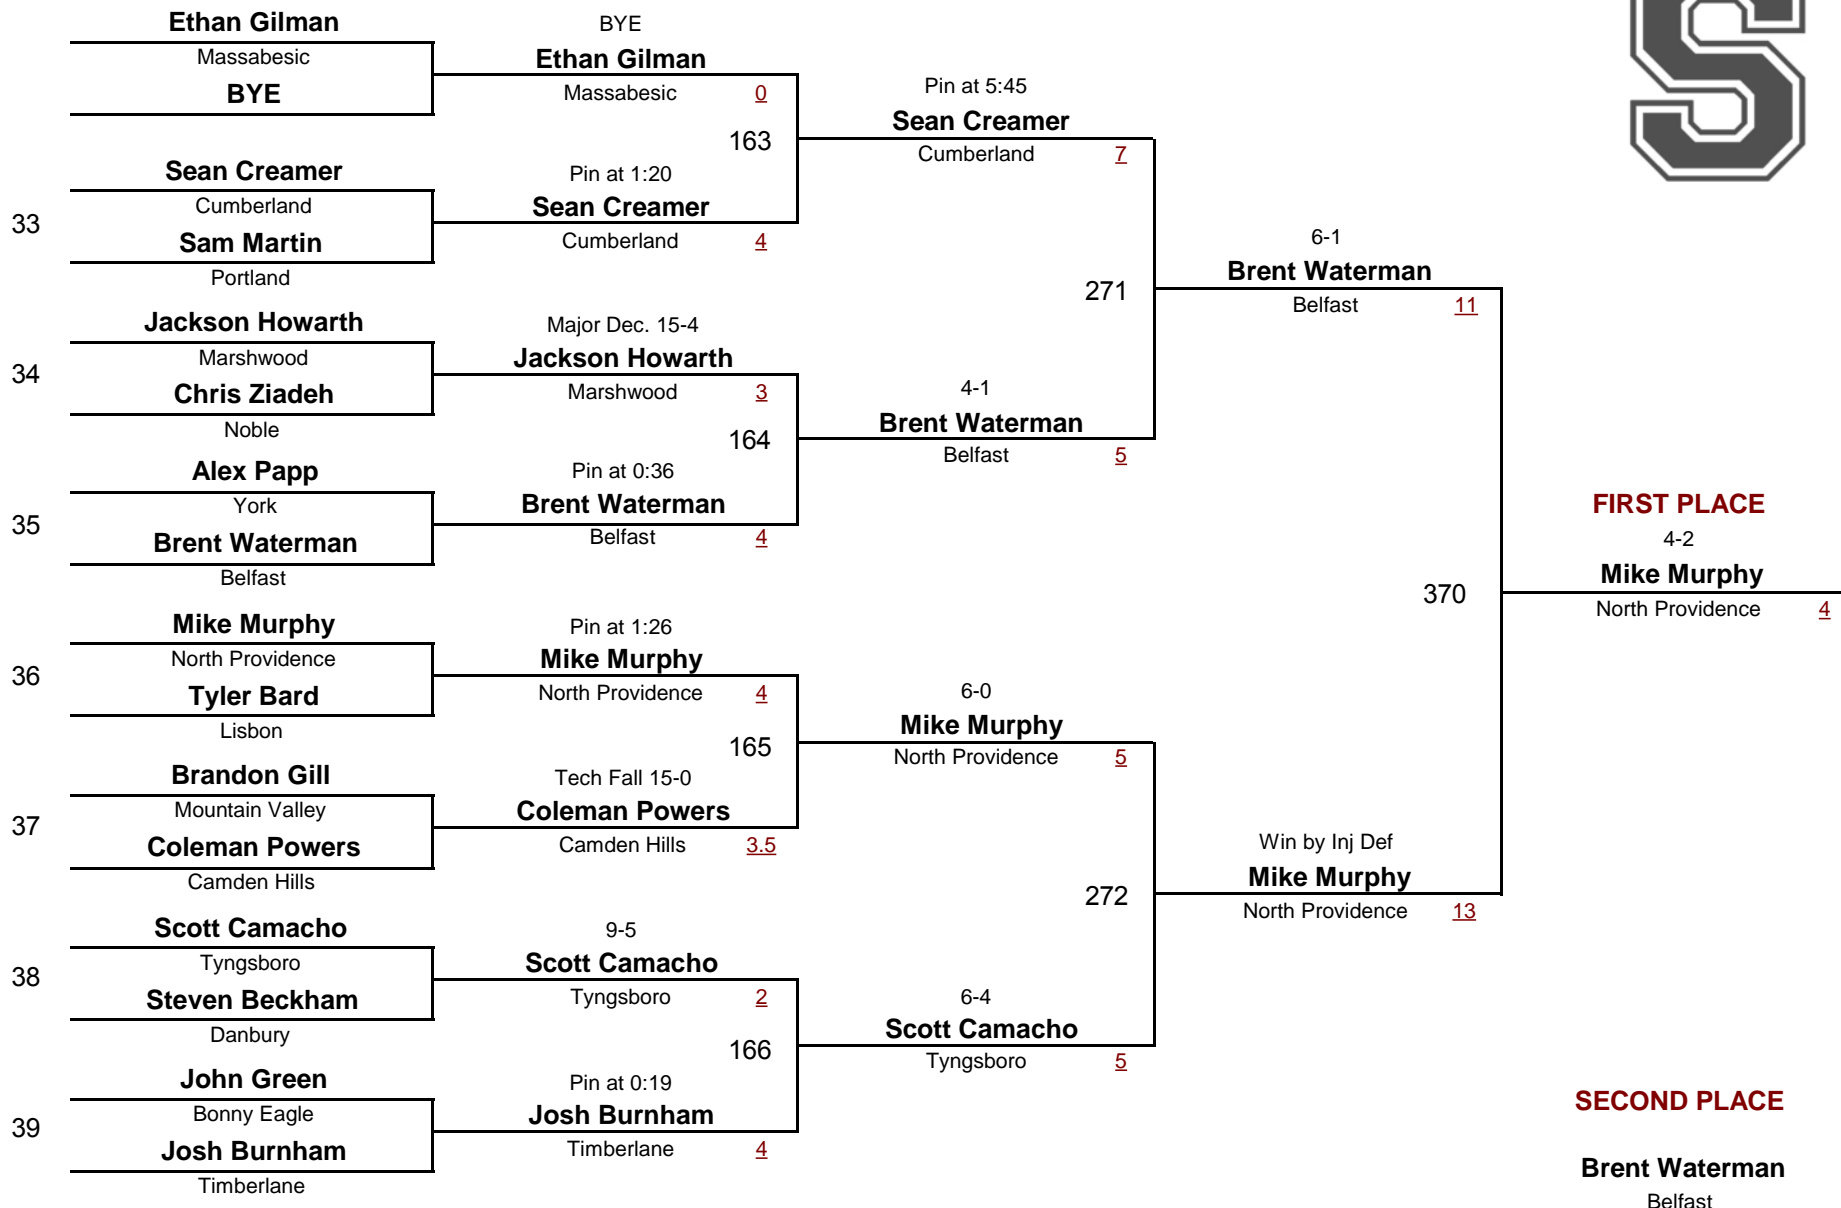 Ethan Gilman
Massabesic
BYE
33
Sean Creamer
Cumberland
Sam Martin
Portland
34
Jackson Howarth
Marshwood
Chris Ziadeh
Noble
35
Alex Papp
York
Brent Waterman
Belfast
36
Mike Murphy
North Providence
Tyler Bard
Lisbon
37
Brandon Gill
Mountain Valley
Coleman Powers
Camden Hills
38
Scott Camacho
Tyngsboro
Steven Beckham
Danbury
39
John Green
Bonny Eagle
Josh Burnham
Timberlane
BYE
Ethan Gilman
Massabesic 0
163
Pin at 1:20
Sean Creamer
Cumberland 4
Major Dec. 15-4
Jackson Howarth
Marshwood 3
164
Pin at 0:36
Brent Waterman
Belfast 4
Pin at 1:26
Mike Murphy
North Providence 4
165
Tech Fall 15-0
Coleman Powers
Camden Hills 3.5
9-5
Scott Camacho
Tyngsboro 2
166
Pin at 0:19
Josh Burnham
Timberlane 4
Pin at 5:45
Sean Creamer
Cumberland 7
271
4-1
Brent Waterman
Belfast 5
6-0
Mike Murphy
North Providence 5
272
6-4
Scott Camacho
Tyngsboro 5
6-1
Brent Waterman
Belfast 11
370
Win by Inj Def
Mike Murphy
North Providence 13
S
FIRST PLACE
4-2
Mike Murphy
North Providence 4
SECOND PLACE
Brent Waterman
Belfast